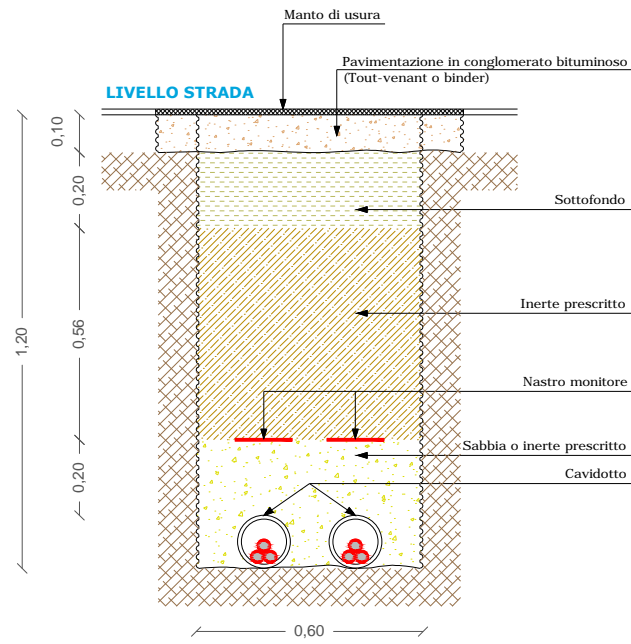 Manto di usura
Pavimentazione in conglomerato bituminoso
(Tout-venant o binder)
LIVELLO STRADA
0,10
0,20
Sottofondo
Inerte prescritto
1,20
0,56
Nastro monitore
Sabbia o inerte prescritto
Cavidotto
0,20
0,60